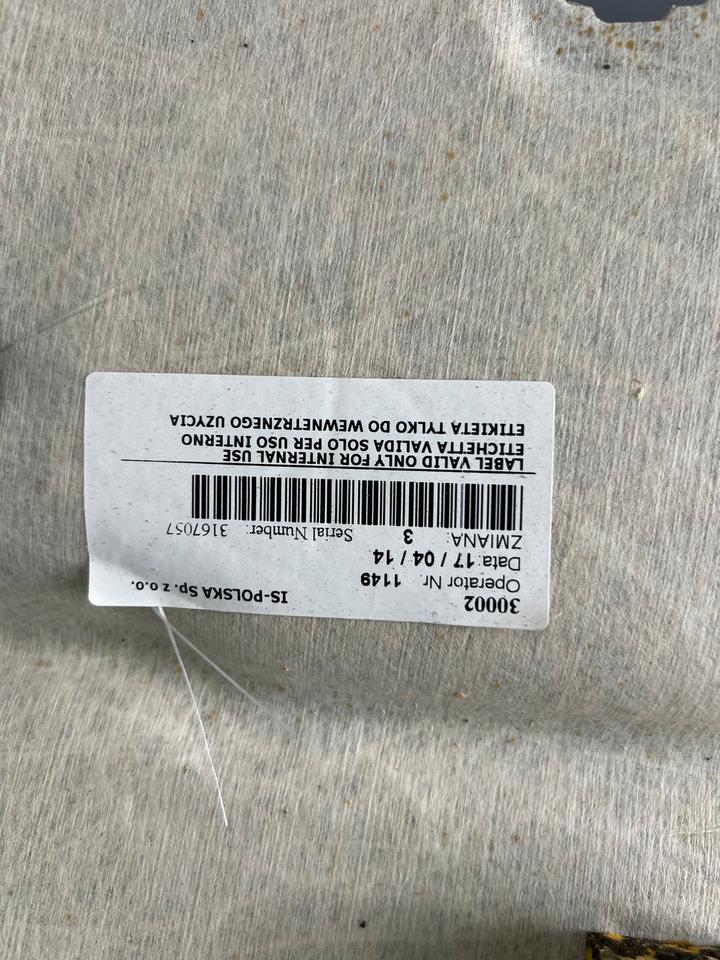 30002 IS-POLSKA Sp. z o.o.
Operator Nr. 1149
Data: 17 / 04 / 14
ZMIANA: 3 Serial Number: 3167057
LABEL VALID ONLY FOR INTERNAL USE
ETICHETTA VALIDA SOLO PER USO INTERNO
ETIKIETA TYLKO DO WEWNETRZNEGO UZYCIA